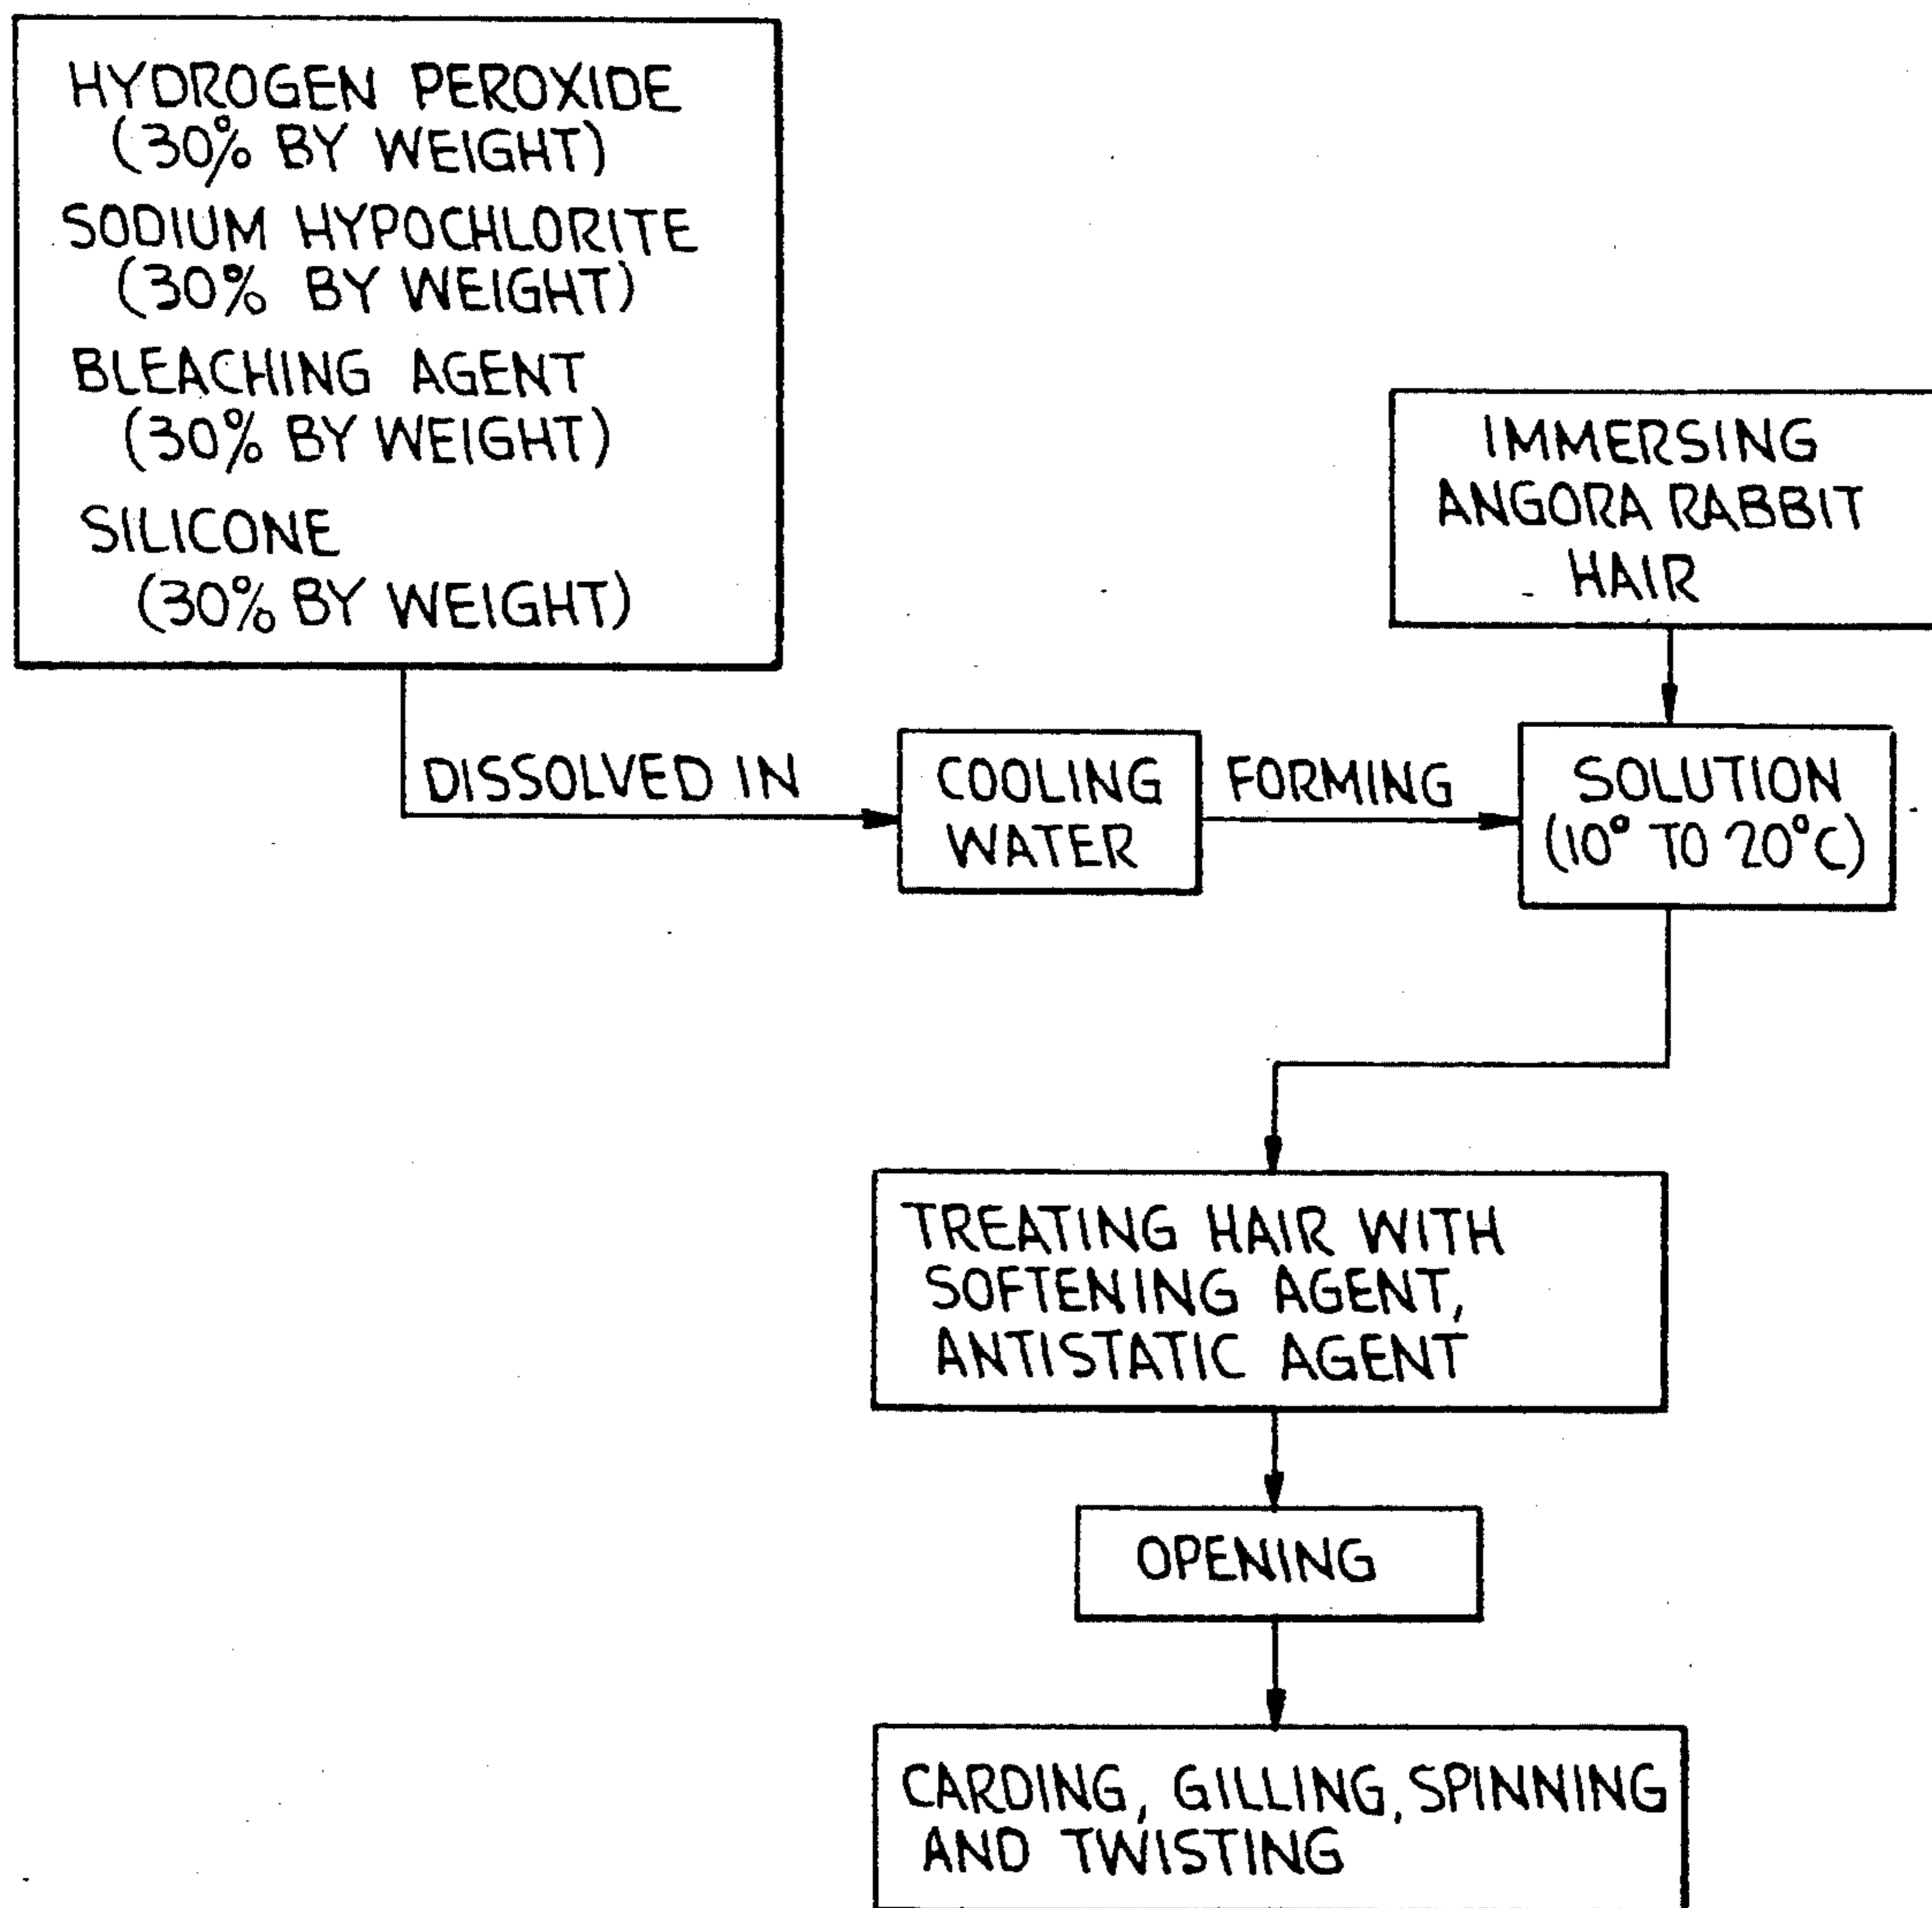 HYDROGEN PEROXIDE
(30% BY WEIGHT)
SODIUM HYPOCHLORITE
(30% BY WEIGHT)
BLEACHING AGENT
(30% BY WEIGHT)
SILICONE
(30% BY WEIGHT)
IMMERSING
ANGORA RABBIT
HAIR
DISSOLVED IN
COOLING
WATER
FORMING
SOLUTION
(10° TO 20°C)
TREATING HAIR WITH
SOFTENING AGENT,
ANTISTATIC AGENT
OPENING
CARDING, GILLING, SPINNING
AND TWISTING